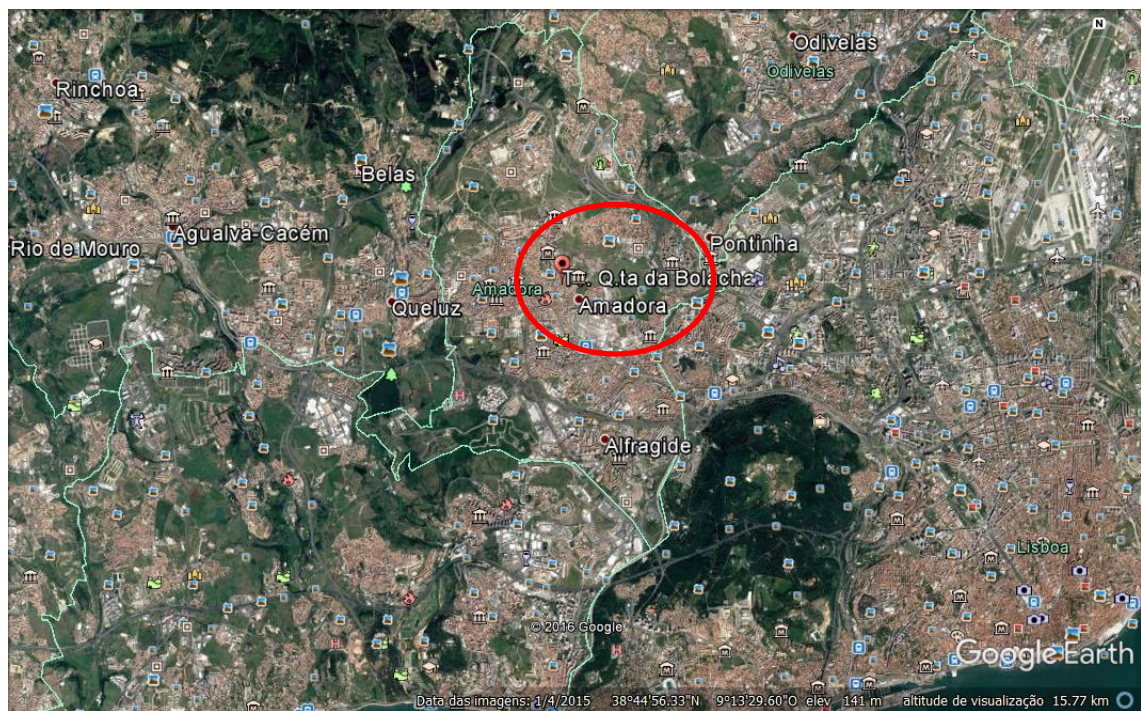 N
Odivelas
Odivelas
Rinchoa
Belas
Agualva-Cacém
Rio de Mouro
Pontinha
Q.ta da Bolacha
Amadora
Amadora
Queluz
Alfragide
Lisboa
© 2016 Google
Google Earth
Data das imagens: 1/4/2015 38°44'56.33"N 9°13'29.60"O elev 141 m altitude de visualização 15.77 km